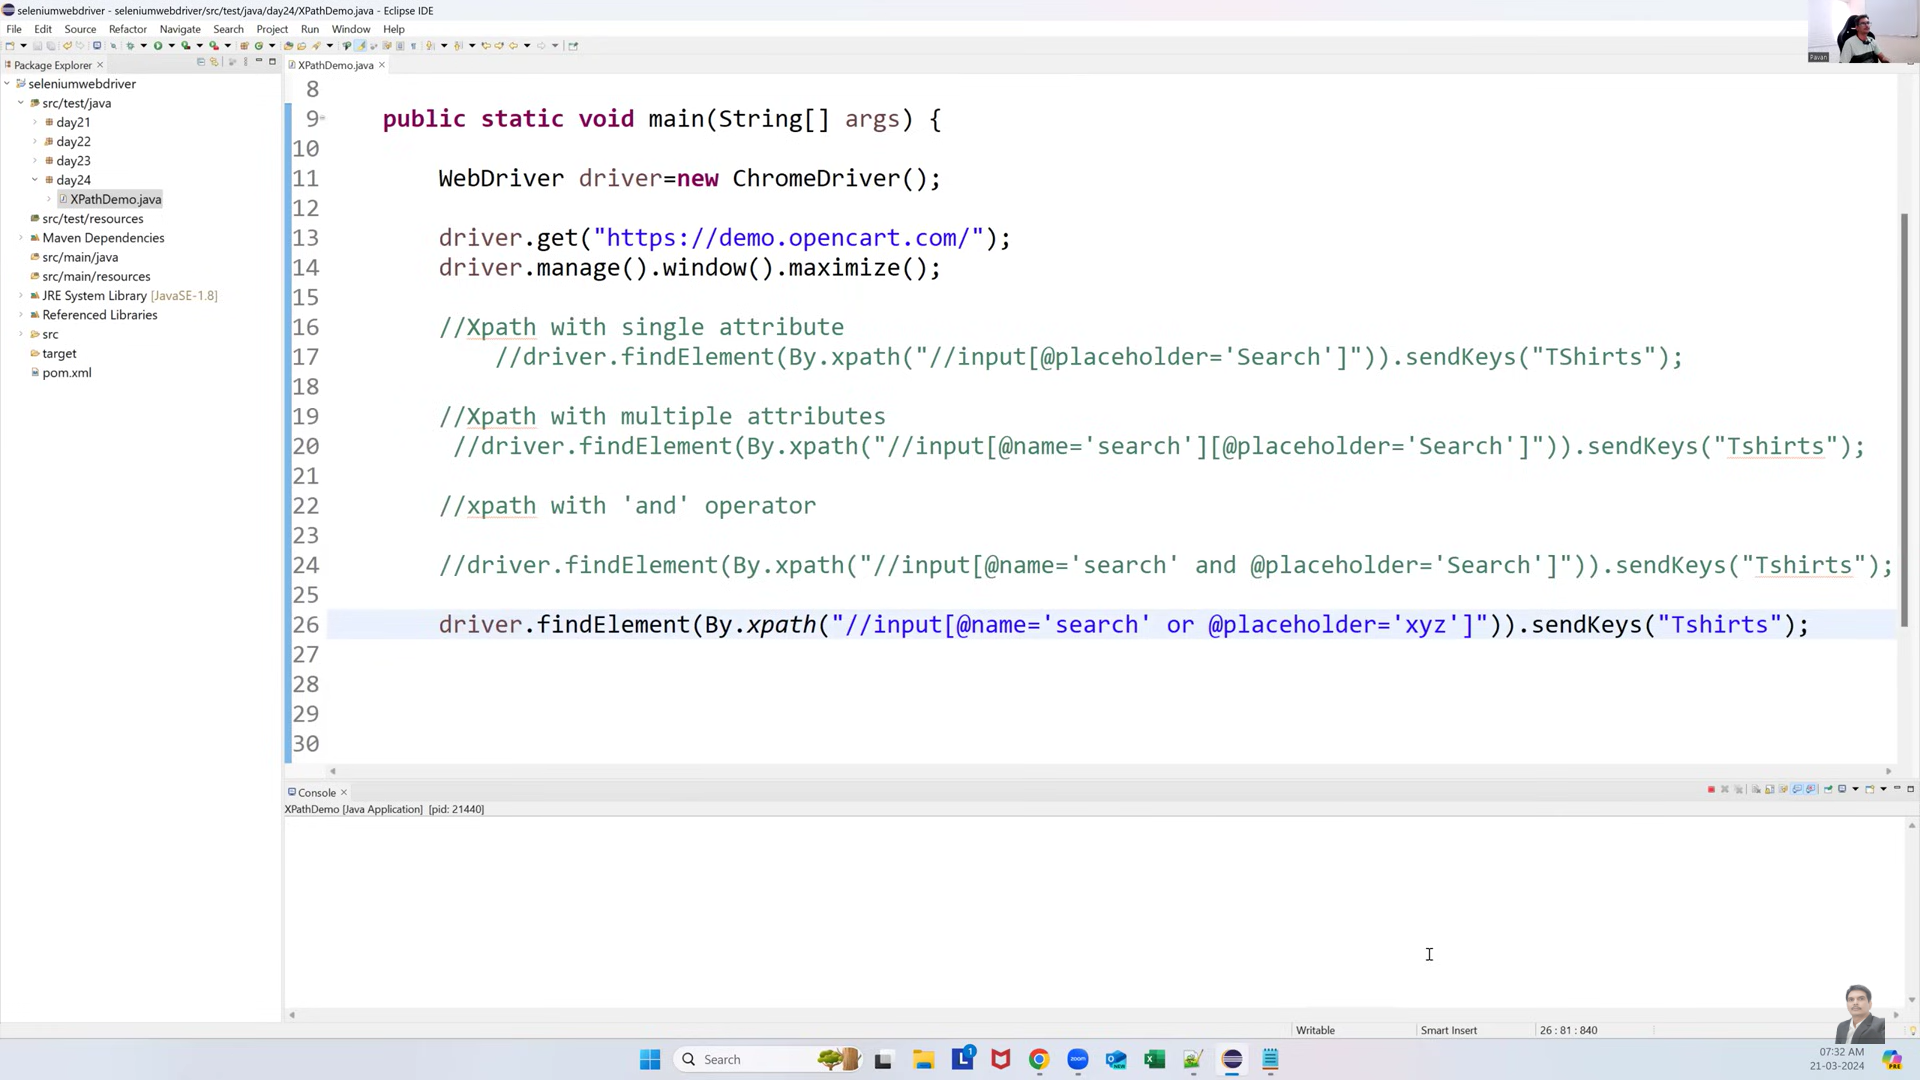 seleniumwebdriver - seleniumwebdriver/src/test/java/day24/XPathDemo.java - Eclipse IDE
File Edit Source Refactor Navigate Search Project Run Window Help
Pavan
Package Explorer
seleniumwebdriver
src/test/java
day21
day22
day23
day24
XPathDemo.java
src/test/resources
Maven Dependencies
src/main/java
src/main/resources
JRE System Library [JavaSE-1.8]
Referenced Libraries
src
target
pom.xml
XPathDemo.java
8
9 public static void main(String[] args) {
10
11 WebDriver driver=new ChromeDriver();
12
13 driver.get("https://demo.opencart.com/");
14 driver.manage().window().maximize();
15
16 //Xpath with single attribute
17 //driver.findElement(By.xpath("//input[@placeholder='Search']")).sendKeys("TShirts");
18
19 //Xpath with multiple attributes
20 //driver.findElement(By.xpath("//input[@name='search'][@placeholder='Search']")).sendKeys("Tshirts");
21
22 //xpath with 'and' operator
23
24 //driver.findElement(By.xpath("//input[@name='search' and @placeholder='Search']")).sendKeys("Tshirts");
25
26 driver.findElement(By.xpath("//input[@name='search' or @placeholder='xyz']")).sendKeys("Tshirts");
27
28
29
30
Console
XPathDemo [Java Application] [pid: 21440]
Writable Smart Insert 26 : 81 : 840
Search
07:32 AM
21-03-2024